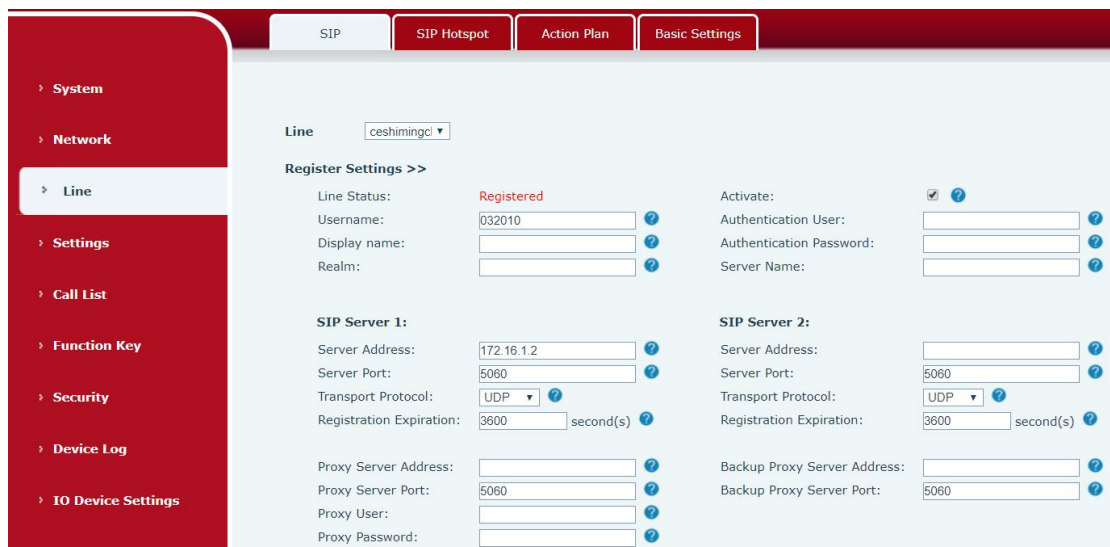 SIP SIP Hotspot Action Plan Basic Settings
System
Network
Line
Settings
Call List
Function Key
Security
Device Log
IO Device Settings
Line ceshimingcl
Register Settings >>
Line Status: Registered Activate:
Username: 032010 Authentication User:
Display name: Authentication Password:
Realm: Server Name:
SIP Server 1: SIP Server 2:
Server Address: 172.16.1.2 Server Address:
Server Port: 5060 Server Port: 5060
Transport Protocol: UDP Transport Protocol: UDP
Registration Expiration: 3600 second(s) Registration Expiration: 3600 second(s)
Proxy Server Address: Backup Proxy Server Address:
Proxy Server Port: 5060 Backup Proxy Server Port: 5060
Proxy User:
Proxy Password: